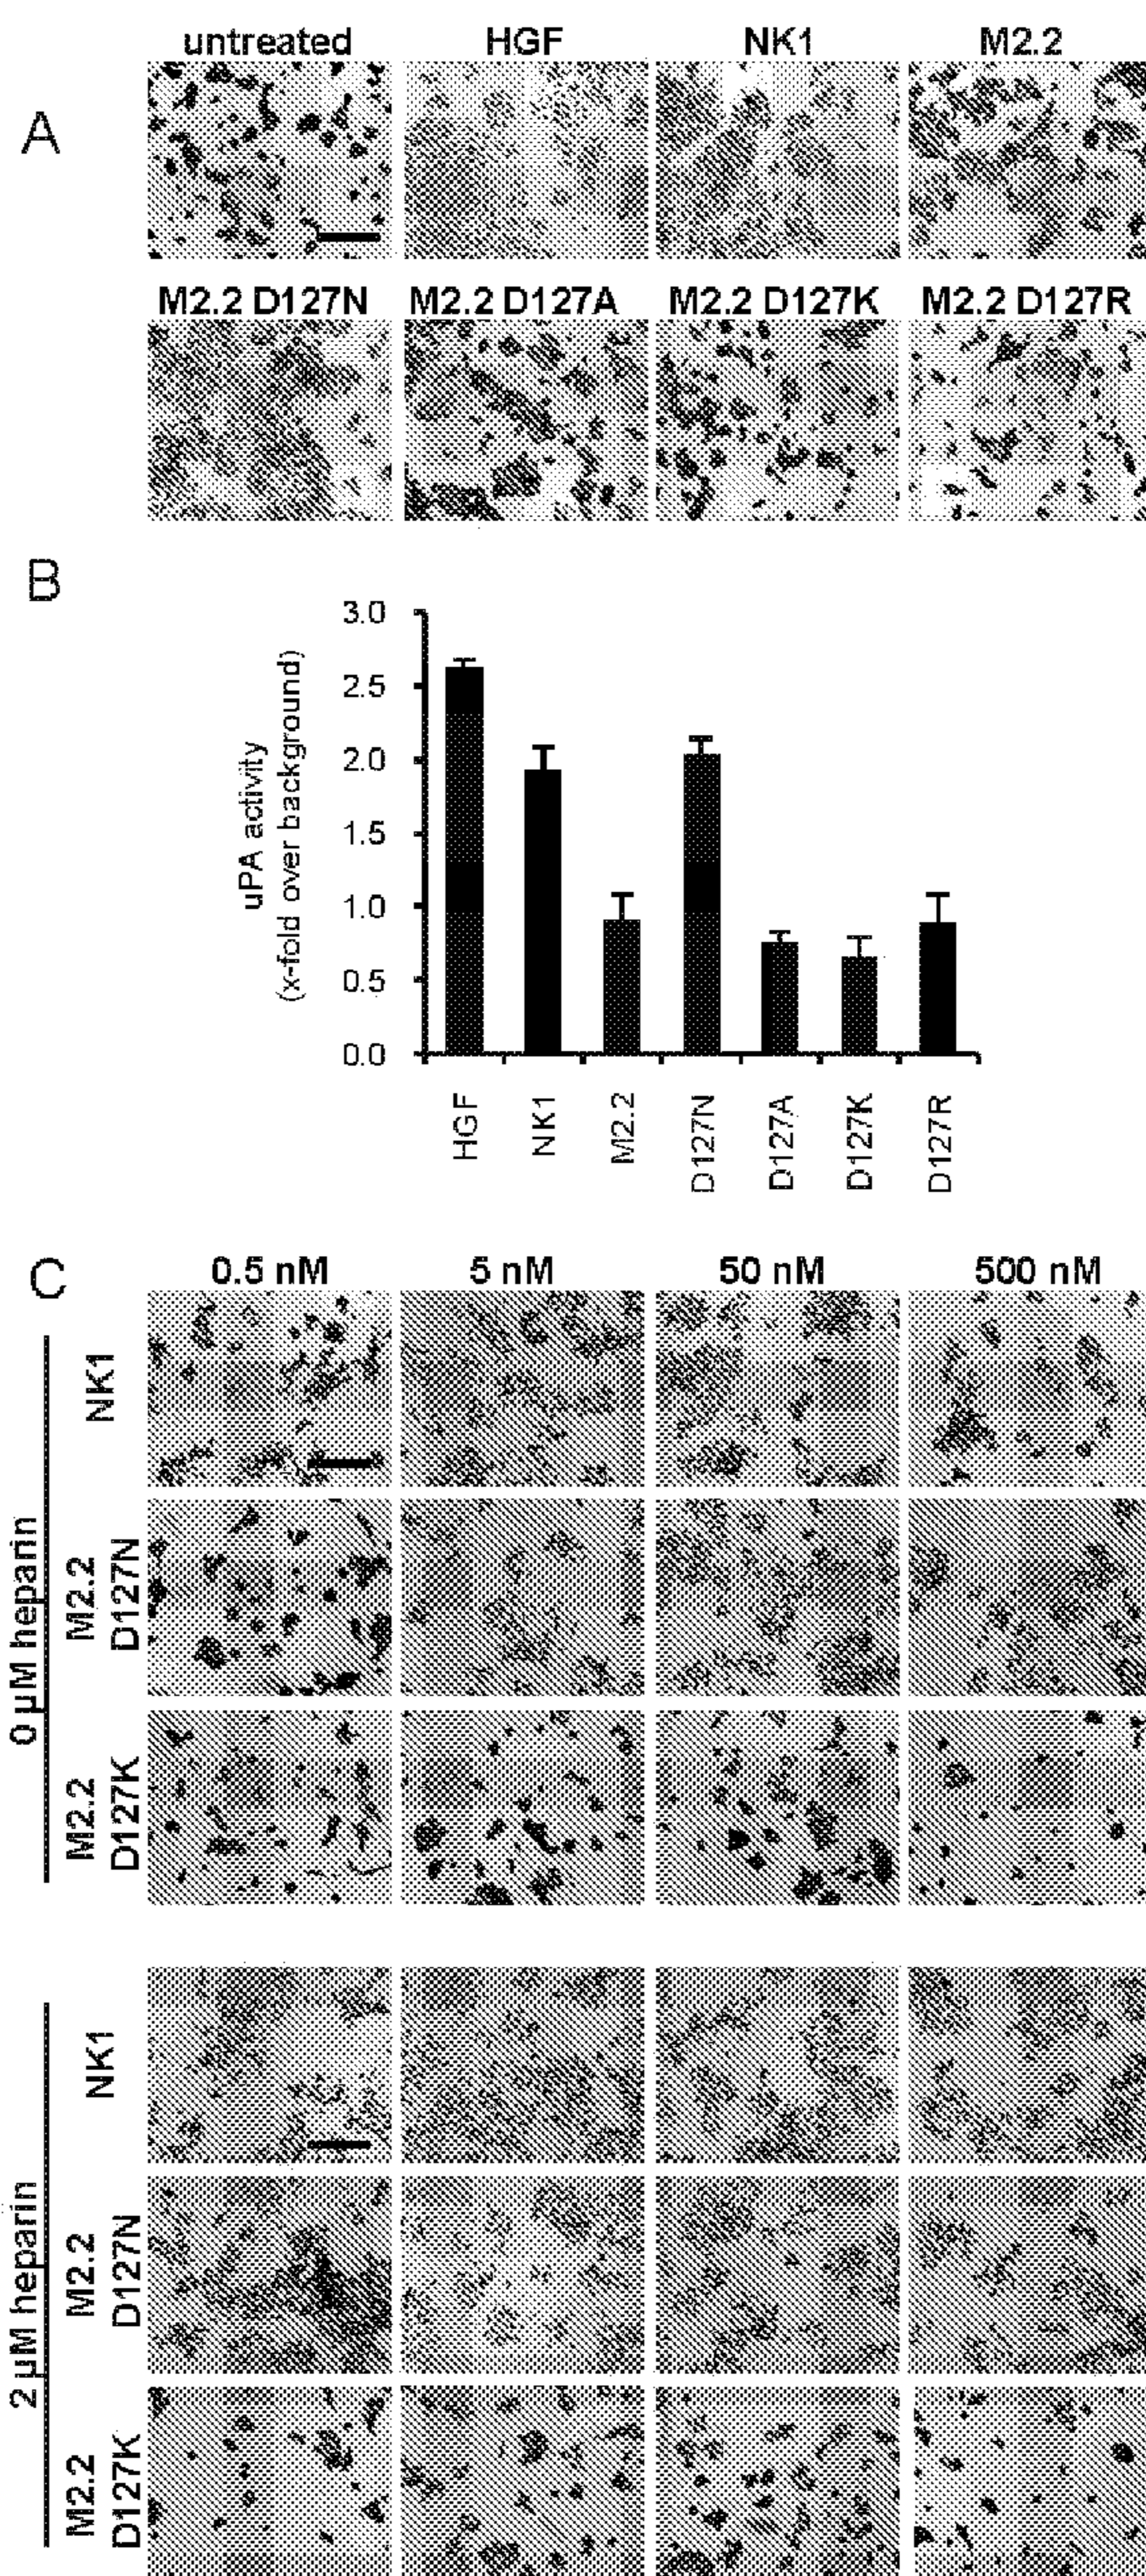 untreated HGF NK1 M2.2
A
M2.2 D127N M2.2 D127A M2.2 D127K M2.2 D127R
B
uPA activity
(x-fold over background)
3.0
2.5
2.0
1.5
1.0
0.5
0.0
HGF NK1 M2.2 D127N D127A D127K D127R
C
0.5 nM 5 nM 50 nM 500 nM
0 µM heparin
NK1
M2.2
D127N
M2.2
D127K
2 µM heparin
NK1
M2.2
D127N
M2.2
D127K